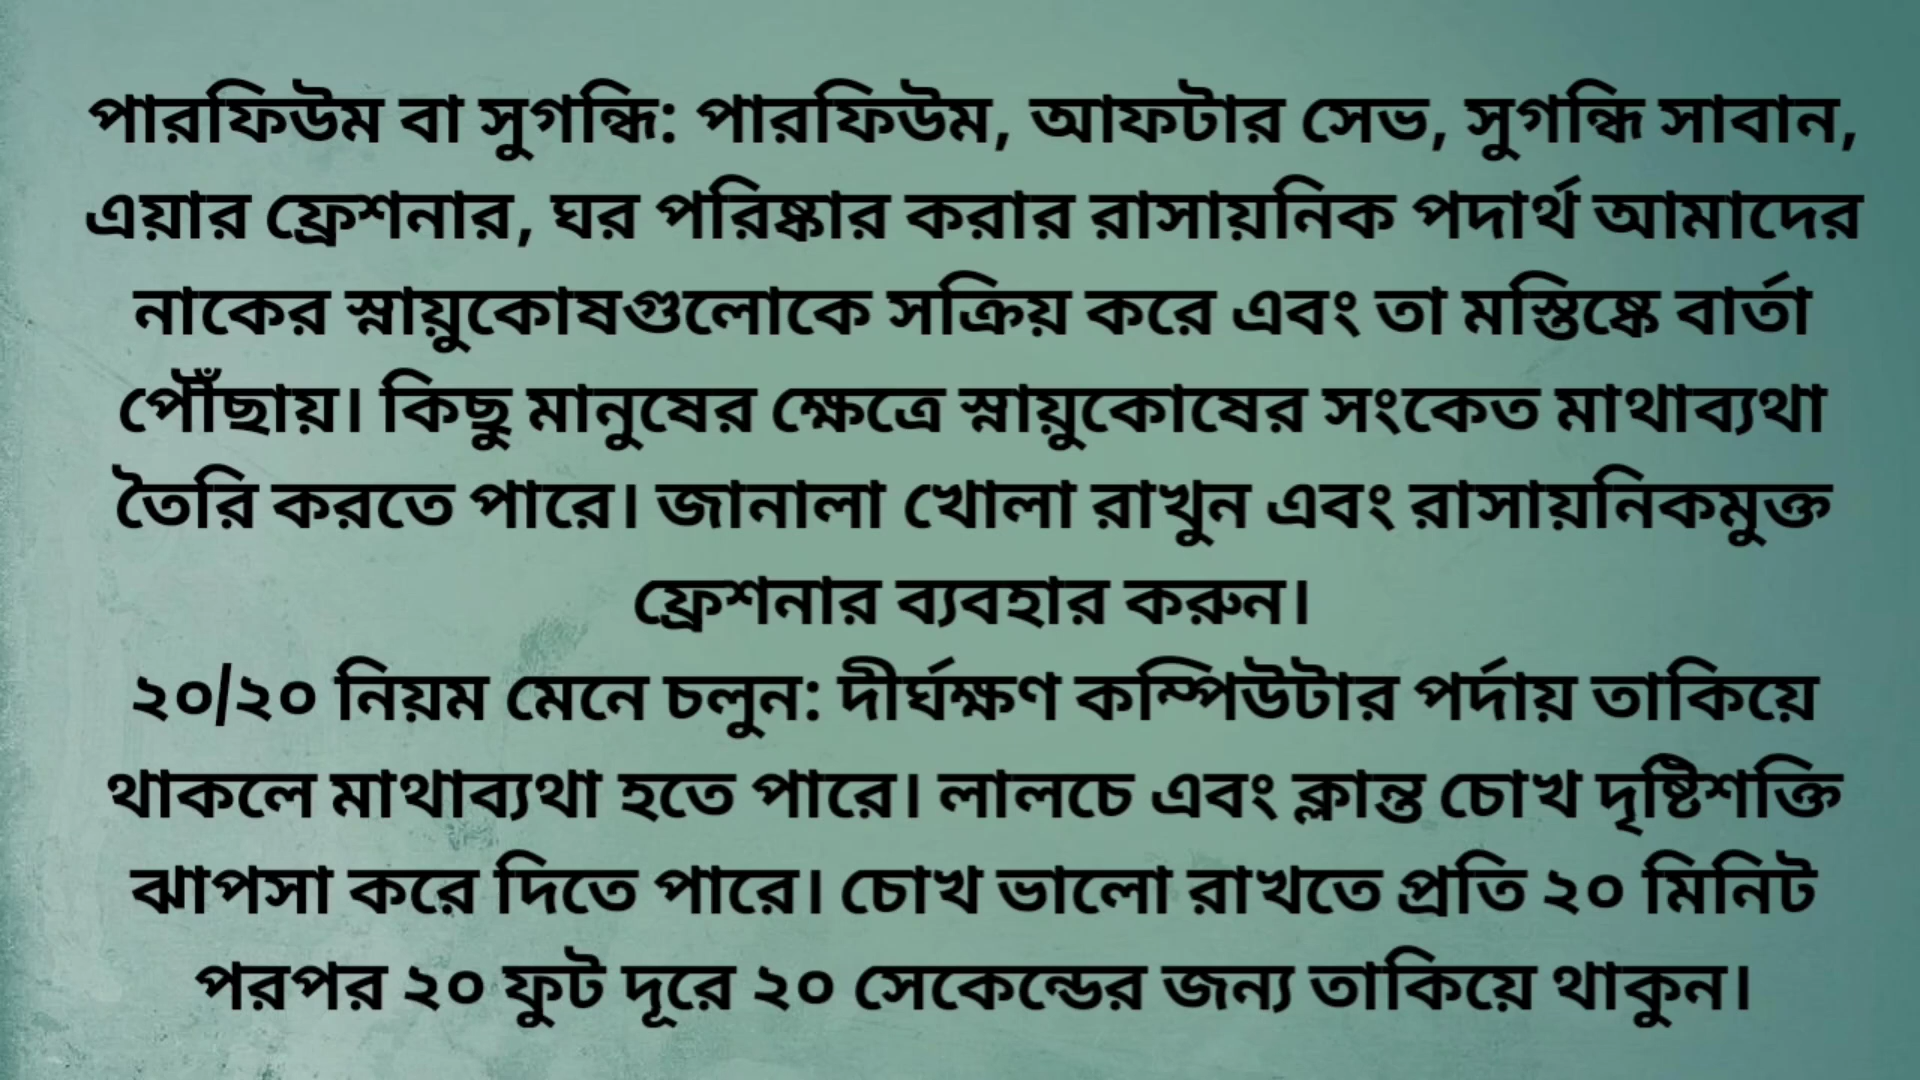 পারফিউম বা সুগন্ধি: পারফিউম, আফটার সেভ, সুগন্ধি সাবান,
এয়ার ফ্রেশনার, ঘর পরিষ্কার করার রাসায়নিক পদার্থ আমাদের
নাকের স্নায়ুকোষগুলোকে সক্রিয় করে এবং তা মস্তিষ্কে বার্তা
পৌঁছায়। কিছু মানুষের ক্ষেত্রে স্নায়ুকোষের সংকেত মাথাব্যথা
তৈরি করতে পারে। জানালা খোলা রাখুন এবং রাসায়নিকমুক্ত
ফ্রেশনার ব্যবহার করুন।
২০/২০ নিয়ম মেনে চলুন: দীর্ঘক্ষণ কম্পিউটার পর্দায় তাকিয়ে
থাকলে মাথাব্যথা হতে পারে। লালচে এবং ক্লান্ত চোখ দৃষ্টিশক্তি
ঝাপসা করে দিতে পারে। চোখ ভালো রাখতে প্রতি ২০ মিনিট
পরপর ২০ ফুট দূরে ২০ সেকেন্ডের জন্য তাকিয়ে থাকুন।